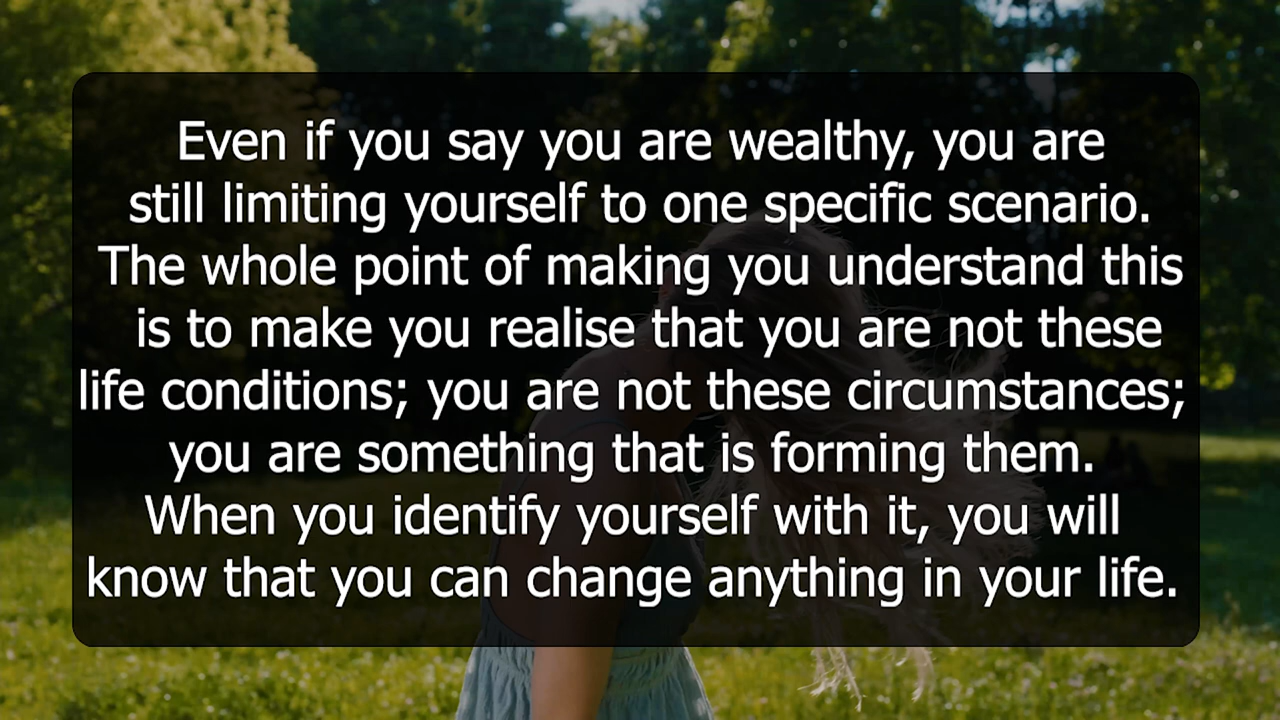 Even if you say you are wealthy, you are
still limiting yourself to one specific scenario.
The whole point of making you understand this
is to make you realise that you are not these
life conditions; you are not these circumstances;
you are something that is forming them.
When you identify yourself with it, you will
know that you can change anything in your life.